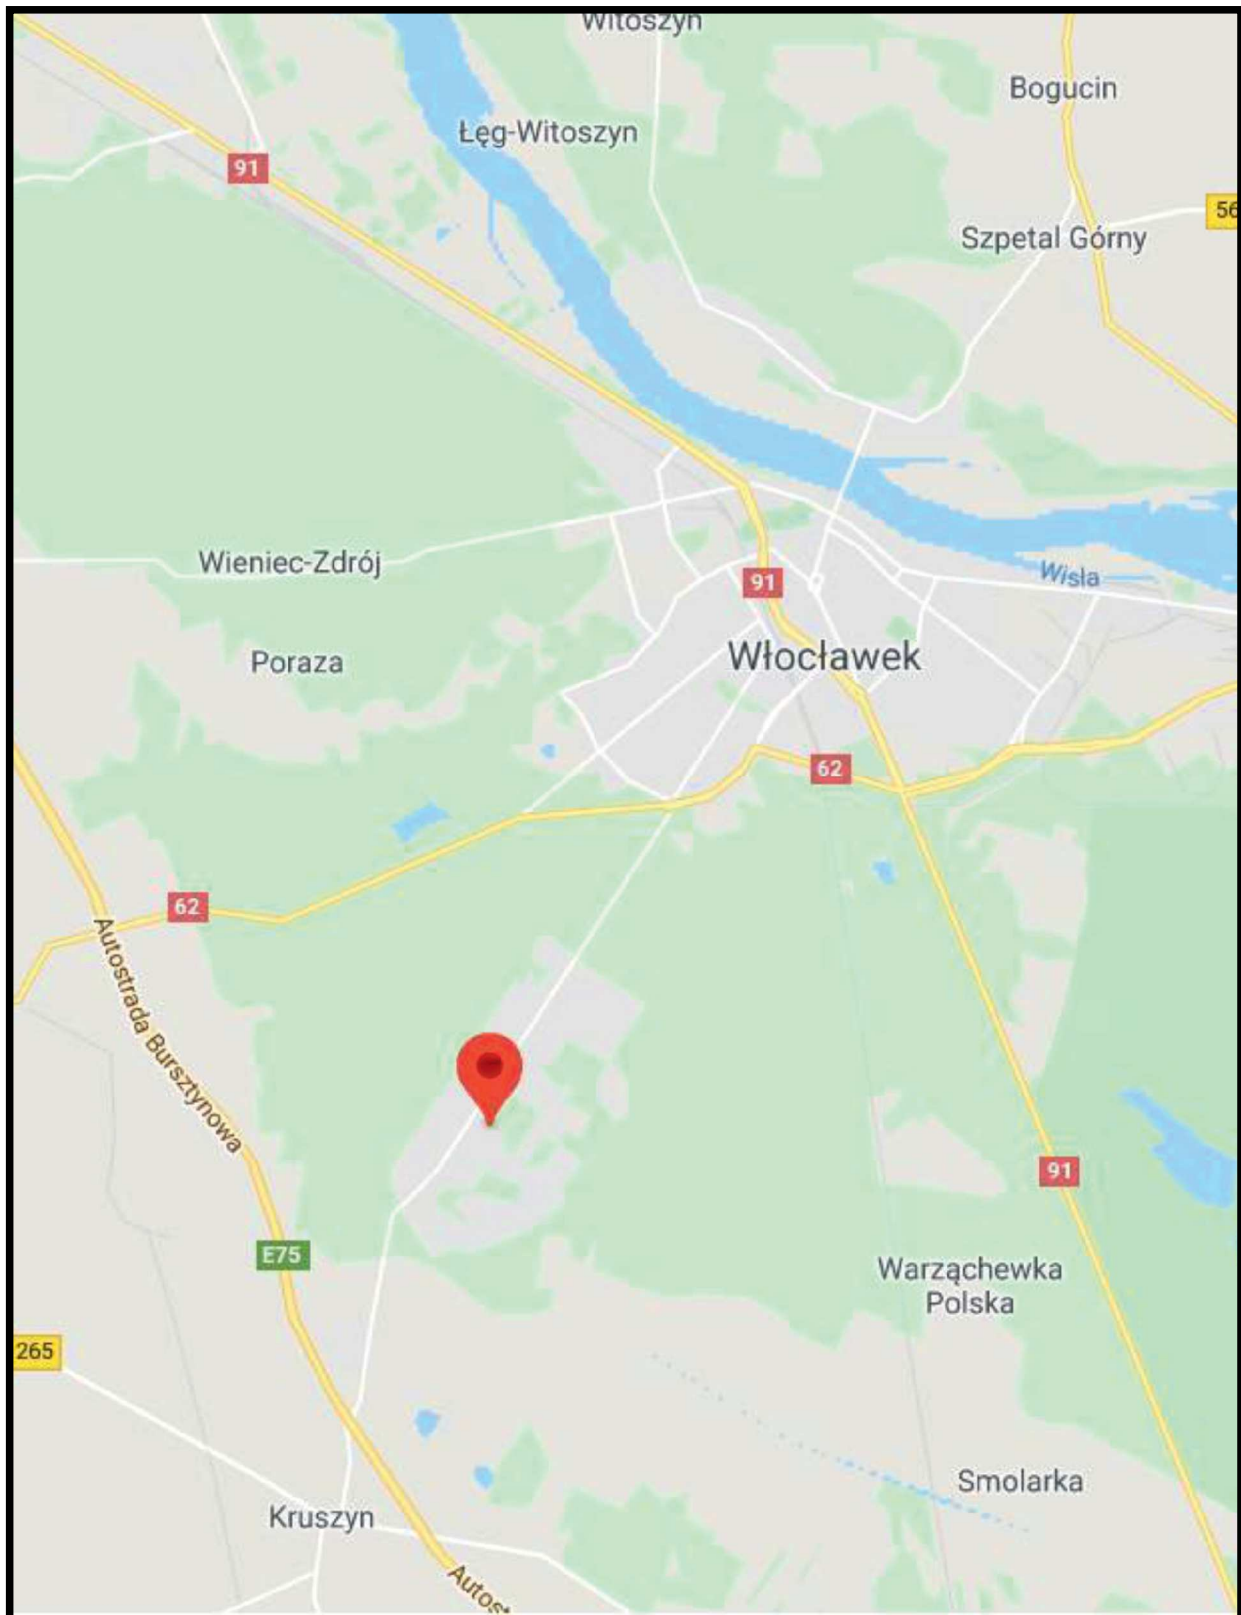 Witoszyn
Bogucin
Łęg-Witoszyn
91
56
Szpetal Górny
Wieniec-Zdrój
Wisła
91
Włocławek
Poraza
62
62
Autostrada Bursztynowa
91
E75
Warząchewka
Polska
265
Smolarka
Kruszyn
Autost